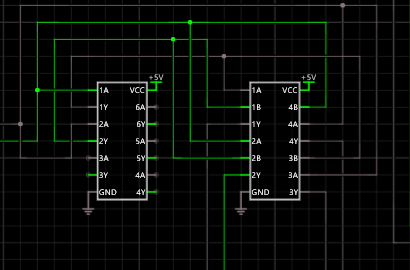 +5V
1A VCC
1Y 6A
2A 6Y
2Y 5A
3A 5Y
3Y 4A
GND 4Y
+5V
1A VCC
1B 4B
1Y 4A
2A 4Y
2B 3B
2Y 3A
GND 3Y